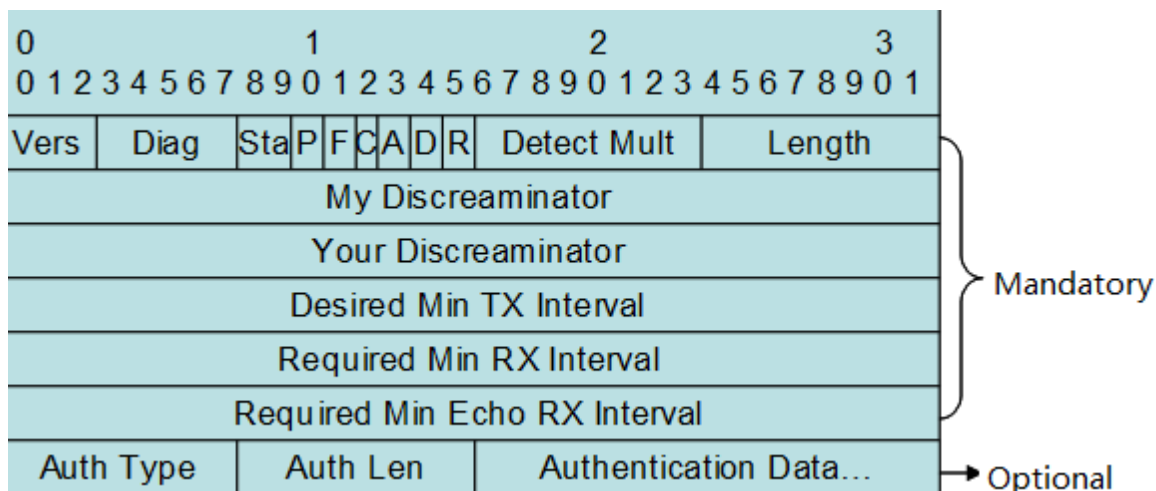 0 1 2 3
0 1 2 3 4 5 6 7 8 9 0 1 2 3 4 5 6 7 8 9 0 1 2 3 4 5 6 7 8 9 0 1
Vers Diag Sta P F C A D R Detect Mult Length
My Discreaminator
Your Discreaminator
Desired Min TX Interval
Mandatory
Required Min RX Interval
Required Min Echo RX Interval
Auth Type Auth Len Authentication Data... Optional